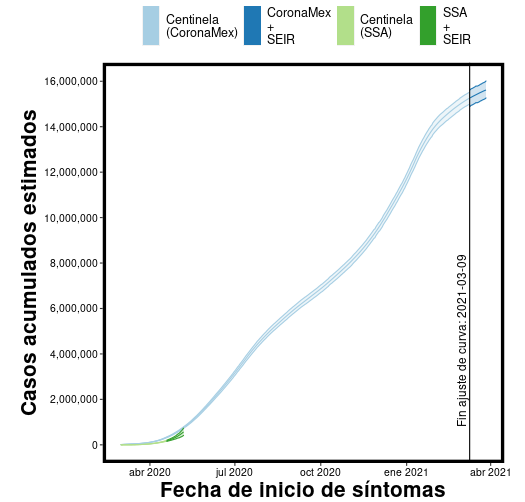 Centinela
(CoronaMex)
CoronaMex
+
SEIR
Centinela
(SSA)
SSA
+
SEIR
Casos acumulados estimados
16,000,000
14,000,000
12,000,000
10,000,000
8,000,000
6,000,000
4,000,000
2,000,000
0
Fin ajuste de curva: 2021-03-09
abr 2020
jul 2020
oct 2020
ene 2021
abr 2021
Fecha de inicio de síntomas